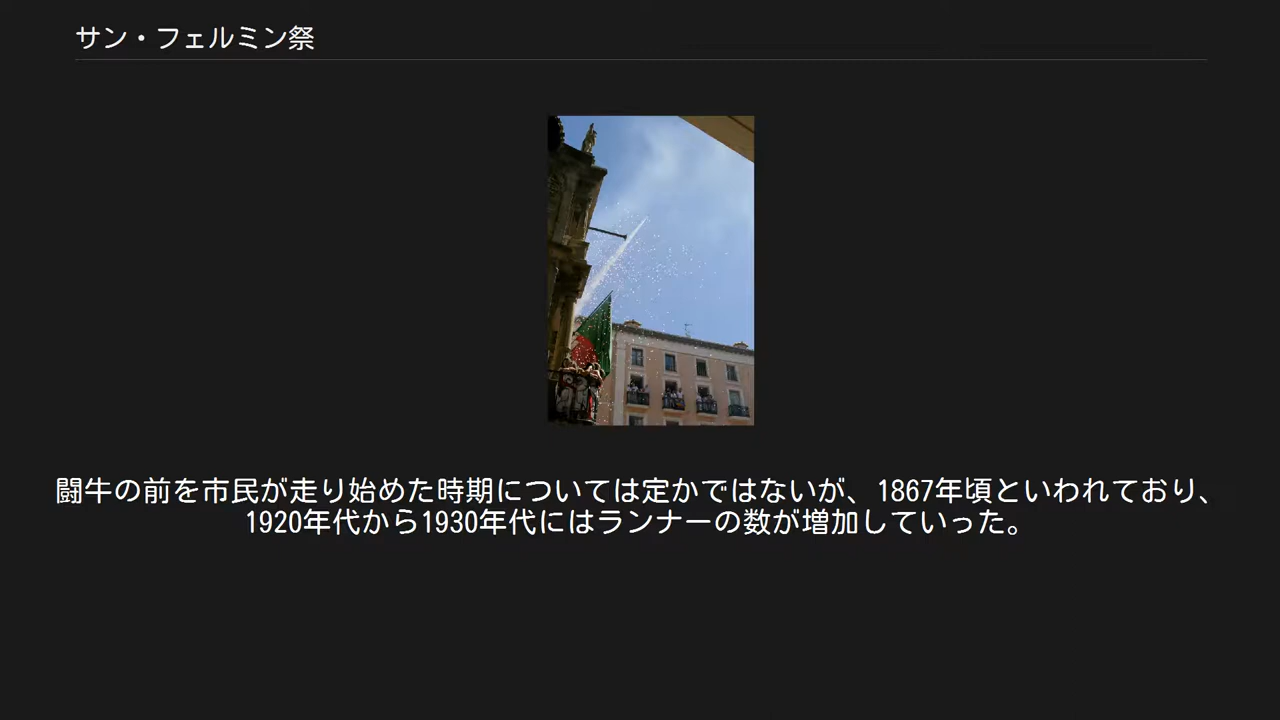 サン・フェルミン祭
闘牛の前を市民が走り始めた時期については定かではないが、1867年頃といわれており、
1920年代から1930年代にはランナーの数が増加していった。